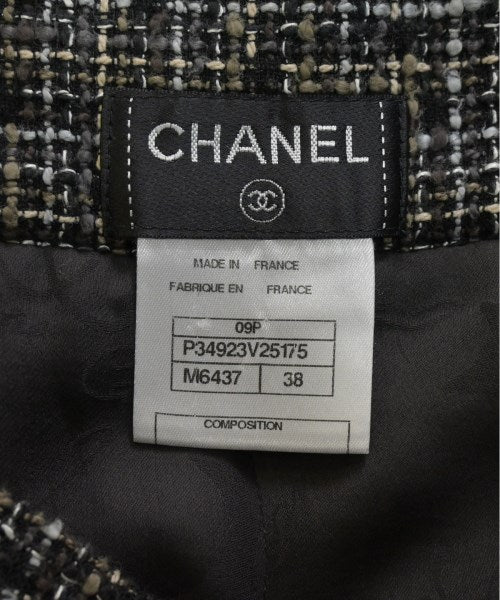 CHANEL
MADE IN FRANCE
FABRIQUE EN FRANCE
09P
P34923V25175
M6437 38
COMPOSITION